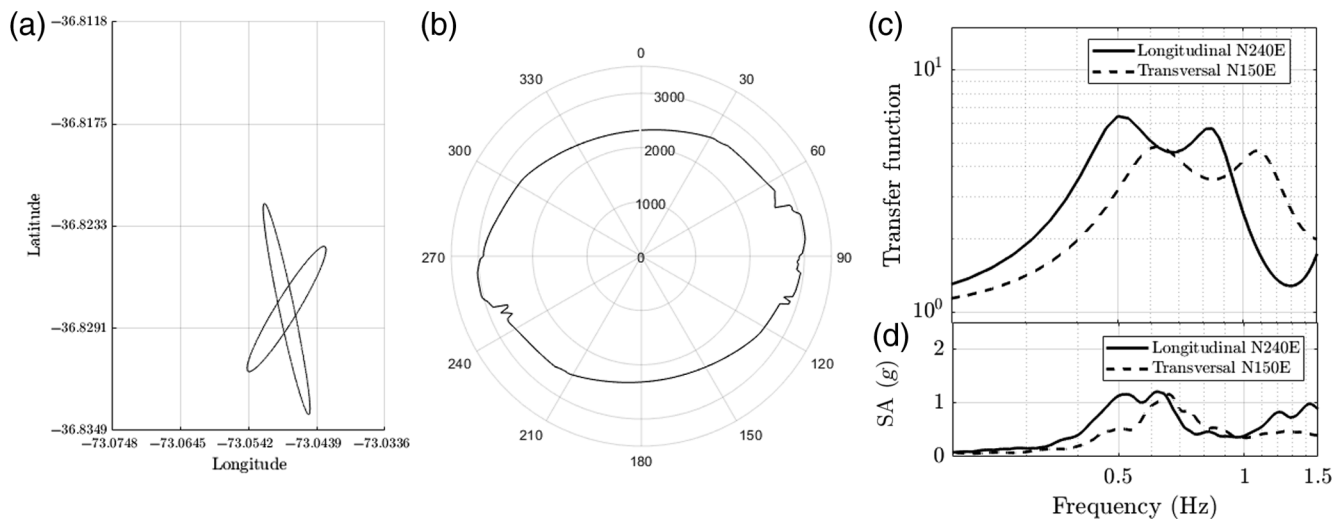 (a)
−36.8118
−36.8175
−36.8233
−36.8291
−36.8349
Latitude
−73.0748 −73.0645 −73.0542 −73.0439 −73.0336
Longitude
(b)
0
330 30
3000
300 60
2000
1000
270 0 90
240 120
210 150
180
(c)
Longitudinal N240E
Transversal N150E
10¹
Transfer function
10⁰
(d)
Longitudinal N240E
Transversal N150E
2
SA (g)
1
0
0.5 1 1.5
Frequency (Hz)